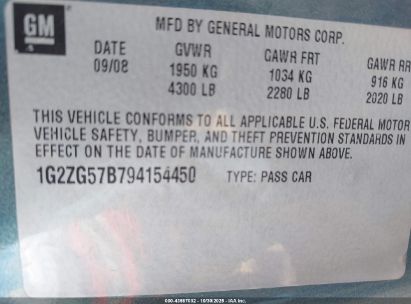 GM
MFD BY GENERAL MOTORS CORP.
DATE GVWR GAWR FRT GAWR RR
09/08 1950 KG 1034 KG 916 KG
4300 LB 2280 LB 2020 LB
THIS VEHICLE CONFORMS TO ALL APPLICABLE U.S. FEDERAL MOTOR
VEHICLE SAFETY, BUMPER, AND THEFT PREVENTION STANDARDS IN
EFFECT ON THE DATE OF MANUFACTURE SHOWN ABOVE.
1G2ZG57B794154450 TYPE: PASS CAR